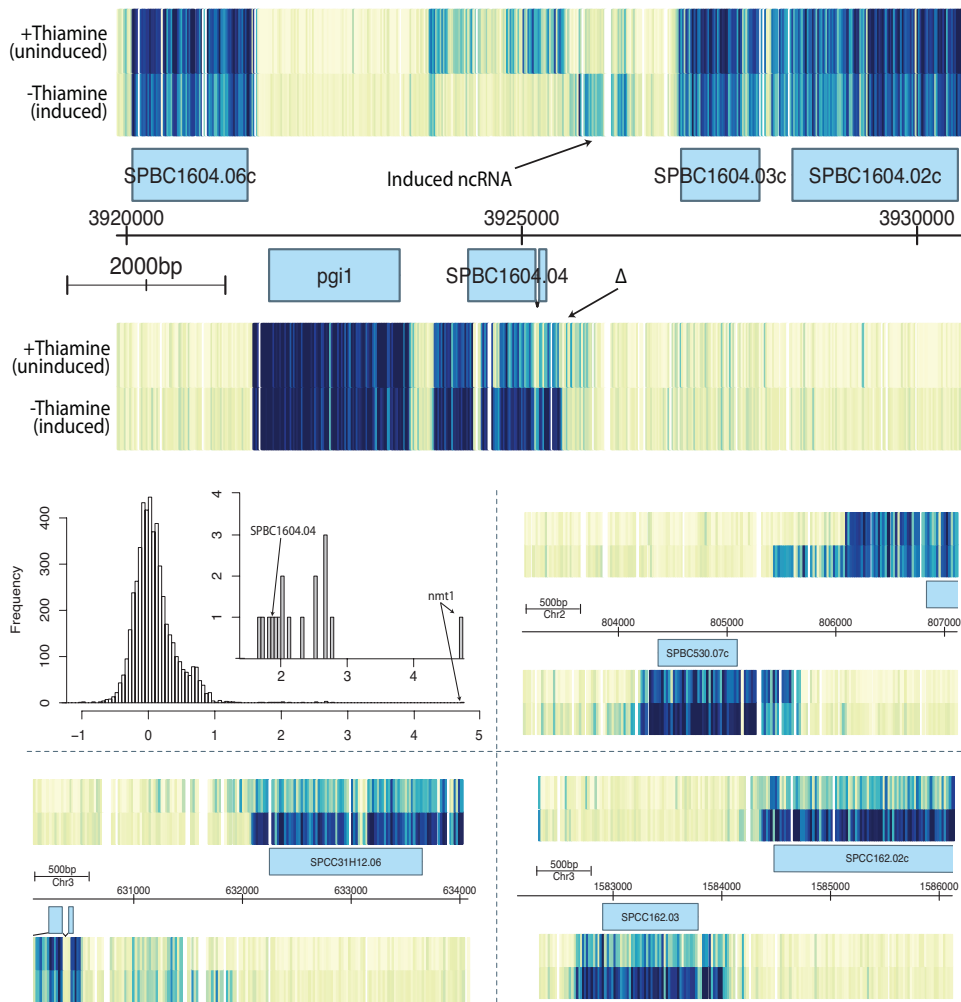 +Thiamine
(uninduced)
-Thiamine
(induced)
Induced ncRNA
SPBC1604.06c
SPBC1604.03c
SPBC1604.02c
3920000 3925000 3930000
2000bp
pgi1
SPBC1604.04
Δ
+Thiamine
(uninduced)
-Thiamine
(induced)
Frequency
400
300
200
100
0
-1 0 1 2 3 4 5
4
3
2
1
2 3 4
SPBC1604.04
nmt1
500bp
Chr2
804000 805000 806000 807000
SPBC530.07c
SPCC31H12.06
500bp
Chr3
631000 632000 633000 634000
SPCC162.02c
500bp
Chr3
1583000 1584000 1585000 1586000
SPCC162.03